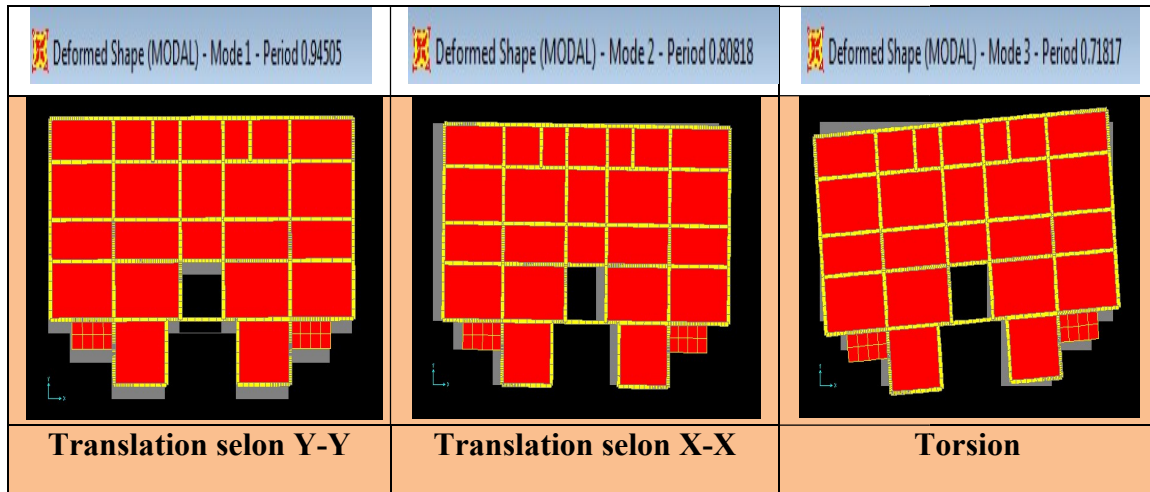 Deformed Shape (MODAL) - Mode 1 - Period 0.94505
Deformed Shape (MODAL) - Mode 2 - Period 0.80818
Deformed Shape (MODAL) - Mode 3 - Period 0.71817
Translation selon Y-Y
Translation selon X-X
Torsion